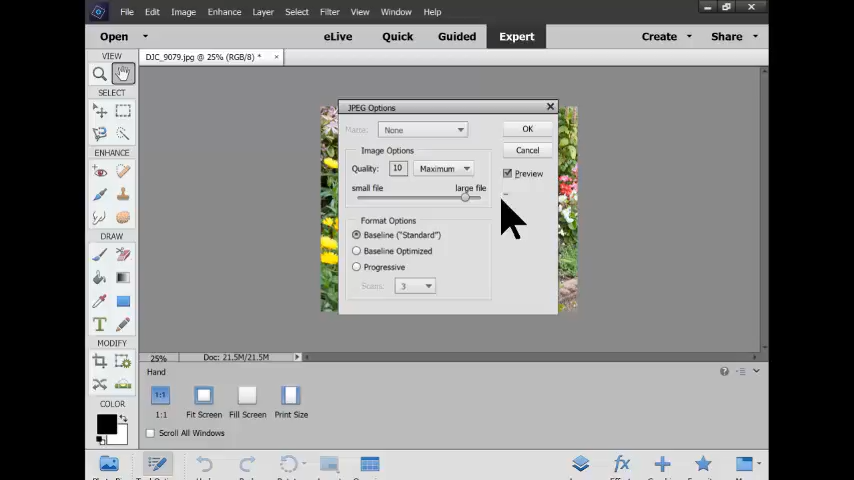 File Edit Image Enhance Layer Select Filter View Window Help
Open eLive Quick Guided Expert Create Share
VIEW DJC_9079.jpg @ 25% (RGB/8) * ×
SELECT
ENHANCE
DRAW
MODIFY
COLOR
JPEG Options
Matte: None OK
Image Options Cancel
Quality: 10 Maximum Preview
small file large file
Format Options
Baseline ("Standard")
Baseline Optimized
Progressive
Scans: 3
25% Doc: 21.5M/21.5M
Hand
1:1
1:1 Fit Screen Fill Screen Print Size
Scroll All Windows
fx